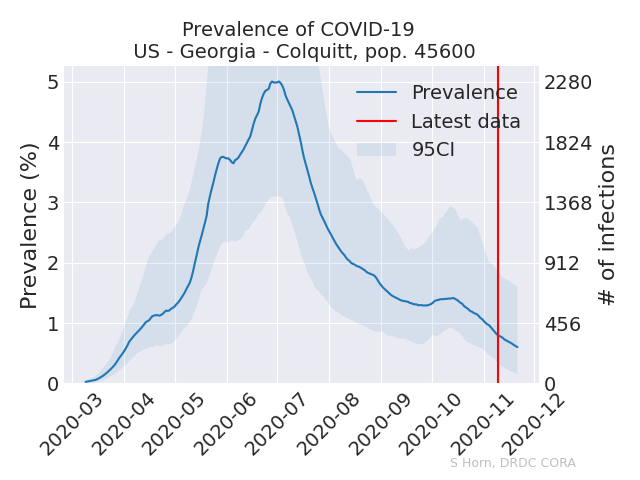 Prevalence of COVID-19
US - Georgia - Colquitt, pop. 45600
Prevalence (%)
5
4
3
2
1
0
Prevalence
Latest data
95CI
2280
1824
1368
912
456
0
# of infections
2020-03
2020-04
2020-05
2020-06
2020-07
2020-08
2020-09
2020-10
2020-11
2020-12
S Horn, DRDC CORA